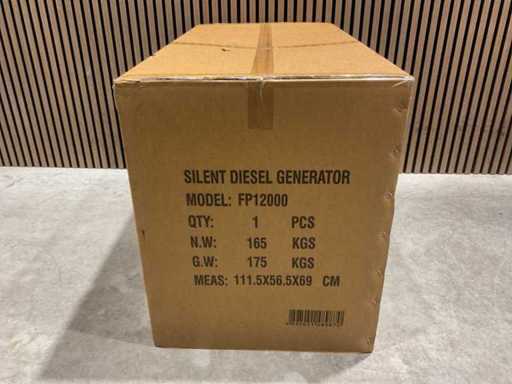 SILENT DIESEL GENERATOR
MODEL: FP12000
QTY: 1 PCS
N.W: 165 KGS
G.W: 175 KGS
MEAS: 111.5X56.5X69 CM